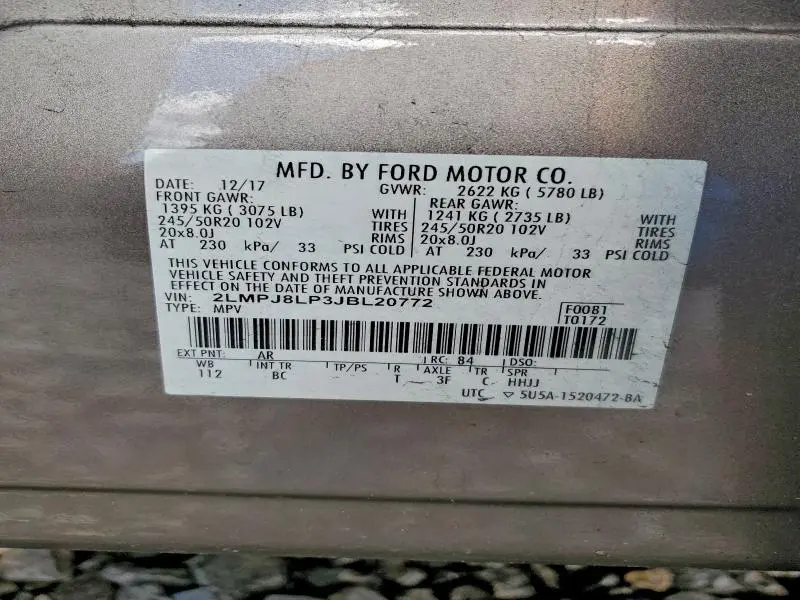 MFD. BY FORD MOTOR CO.
DATE: 12/17 GVWR: 2622 KG ( 5780 LB)
FRONT GAWR: REAR GAWR:
1395 KG ( 3075 LB) WITH 1241 KG ( 2735 LB) WITH
245/50R20 102V TIRES 245/50R20 102V TIRES
20x8.0J RIMS 20x8.0J RIMS
AT 230 kPa/ 33 PSI COLD AT 230 kPa/ 33 PSI COLD
THIS VEHICLE CONFORMS TO ALL APPLICABLE FEDERAL MOTOR
VEHICLE SAFETY AND THEFT PREVENTION STANDARDS IN
EFFECT ON THE DATE OF MANUFACTURE SHOWN ABOVE.
VIN: 2LMPJ8LP3JBL20772 F0081
TYPE: MPV T0172
EXT PNT: AR RC: 84 DSO:
WB INT TR TP/PS R AXLE TR SPR
112 BC T 3F C HHJJ
UTC ▽ 5U5A-1520472-BA